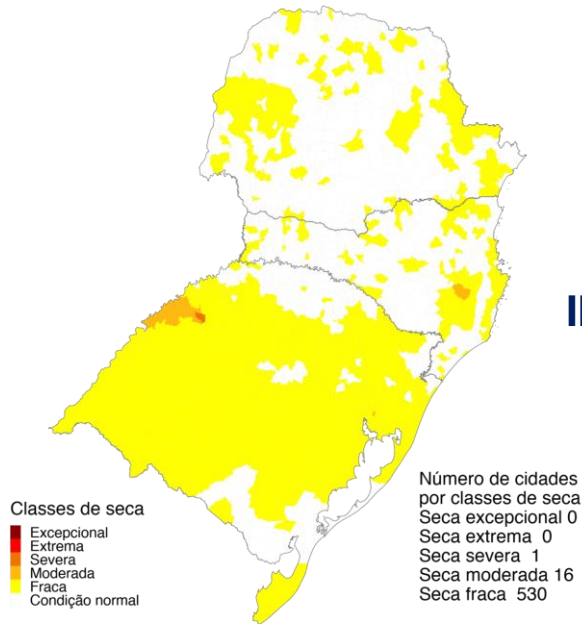 Classes de seca
Excepcional
Extrema
Severa
Moderada
Fraca
Condição normal
Número de cidades
por classes de seca
Seca excepcional 0
Seca extrema 0
Seca severa 1
Seca moderada 16
Seca fraca 530